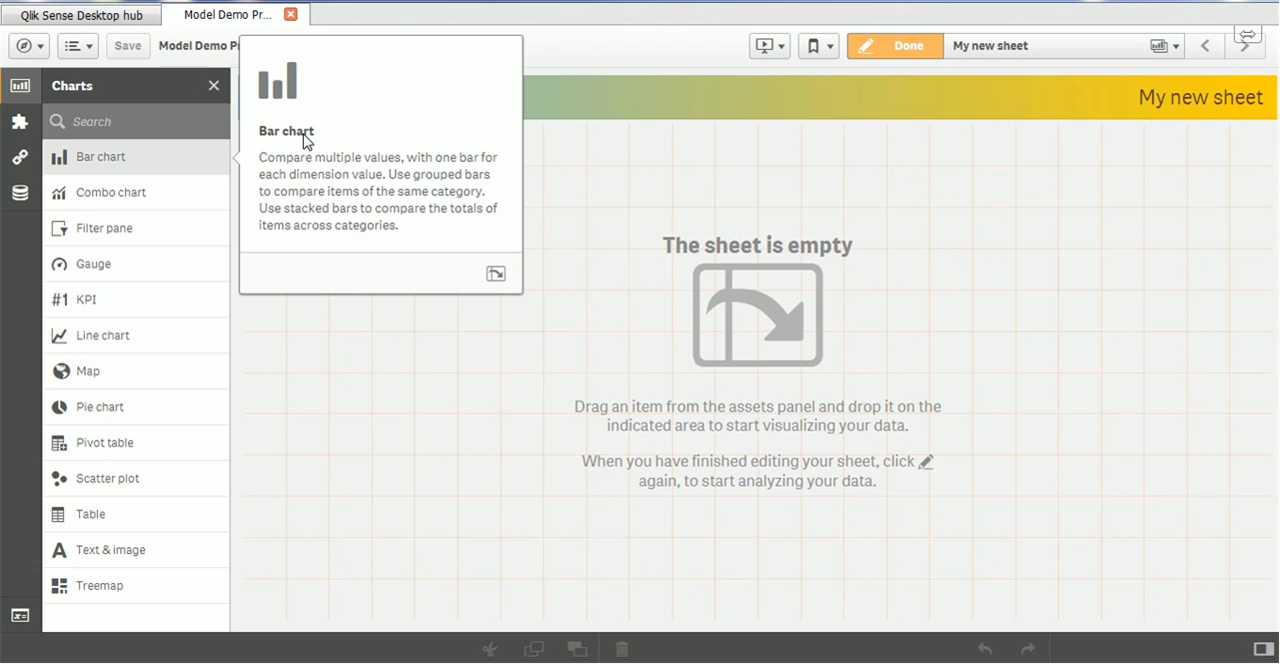 Qlik Sense Desktop hub
Model Demo Pr...
Save
Model Demo Pr
Done
My new sheet
Charts
Search
Bar chart
Combo chart
Filter pane
Gauge
#1 KPI
Line chart
Map
Pie chart
Pivot table
Scatter plot
Table
A Text & image
Treemap
Bar chart
Compare multiple values, with one bar for
each dimension value. Use grouped bars
to compare items of the same category.
Use stacked bars to compare the totals of
items across categories.
My new sheet
The sheet is empty
Drag an item from the assets panel and drop it on the
indicated area to start visualizing your data.
When you have finished editing your sheet, click
again, to start analyzing your data.